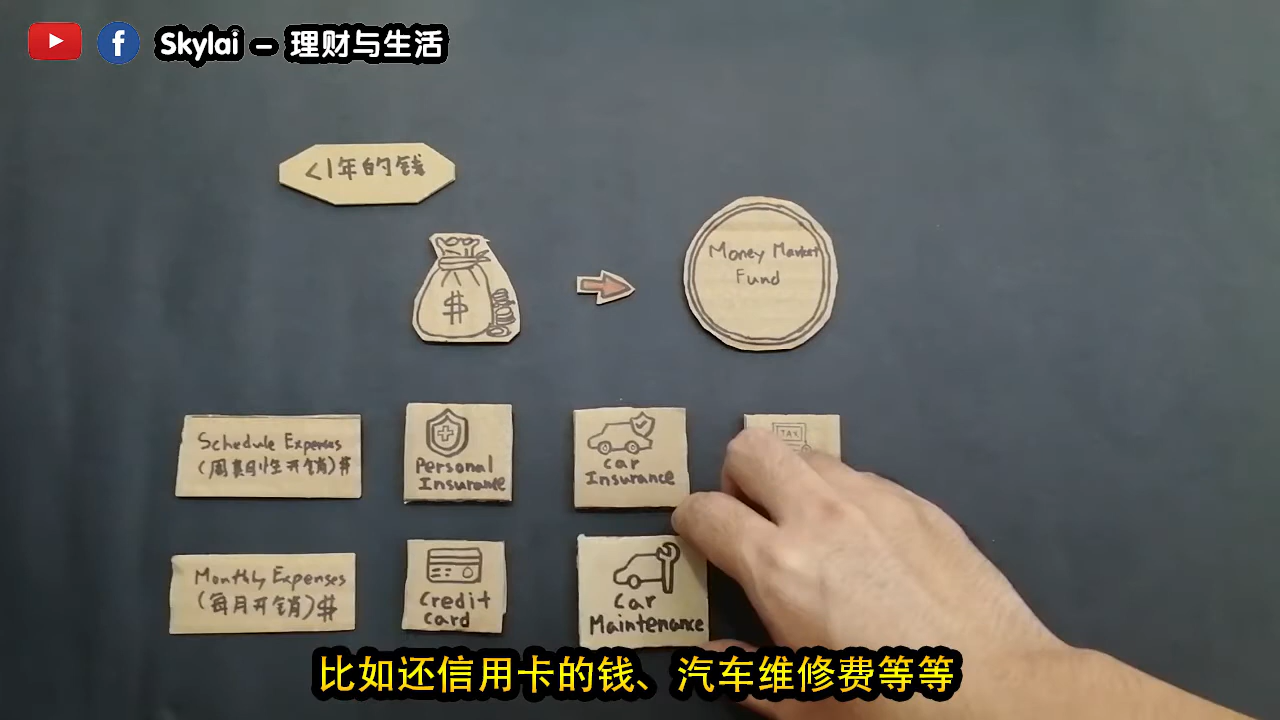 Skylai - 理财与生活
<1年的钱
$
Money Market
Fund
Schedule Expenses
(周期性开销)$
Personal
Insurance
Car
Insurance
TAX
Monthly Expenses
(每月开销)$
Credit
Card
Car
Maintenance
比如还信用卡的钱、汽车维修费等等